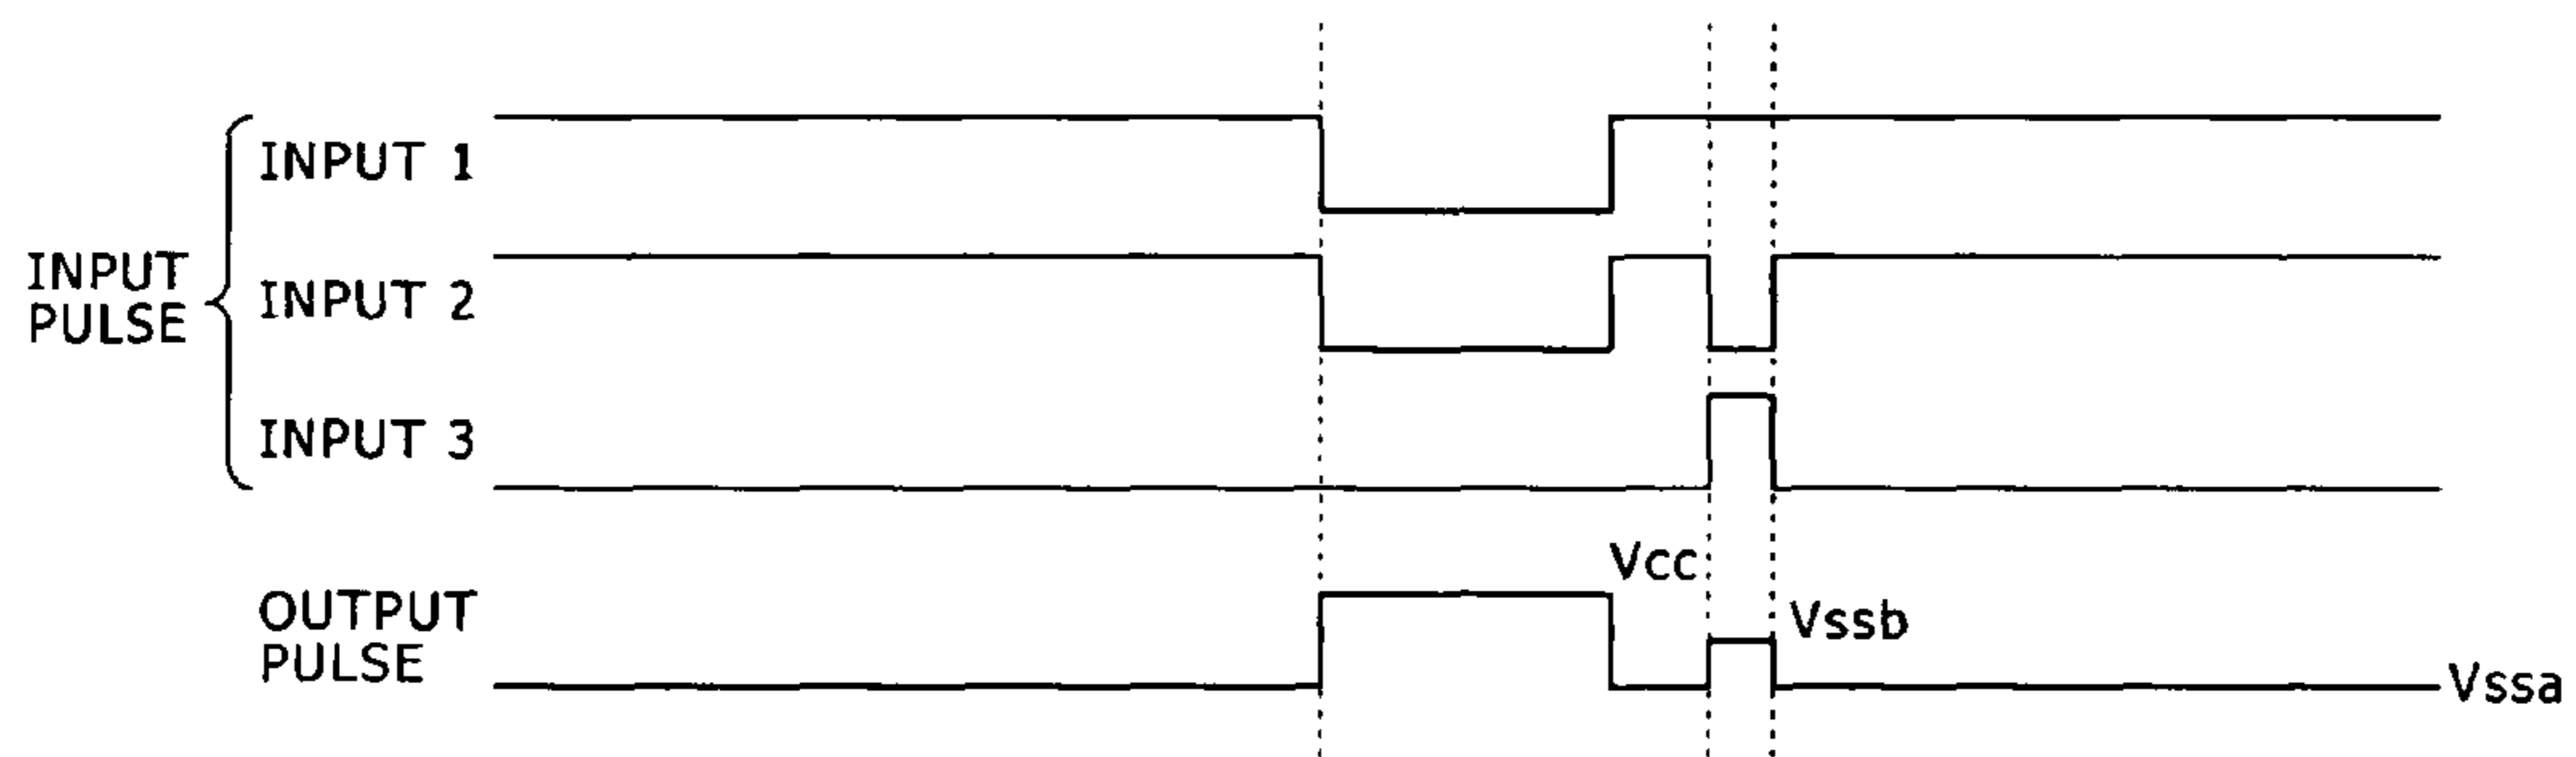 INPUT
PULSE
INPUT 1
INPUT 2
INPUT 3
OUTPUT
PULSE
Vcc
Vssb
Vssa